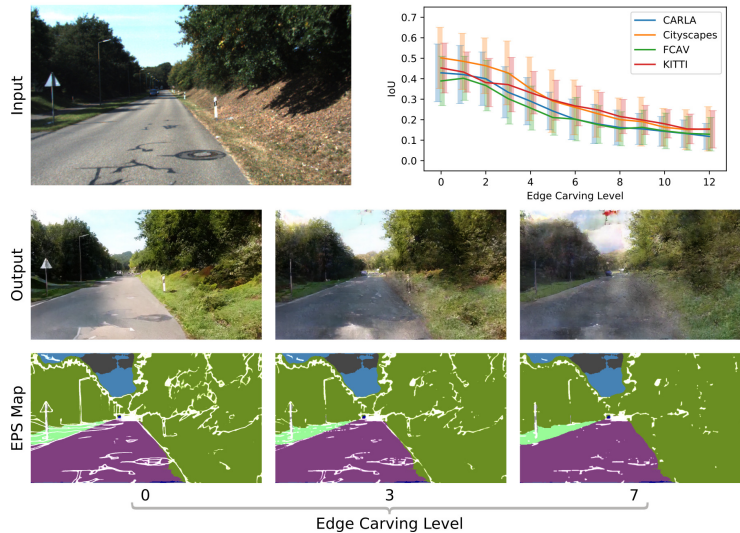 Input
0.7
0.6
0.5
0.4
0.3
0.2
0.1
0.0
IoU
0 2 4 6 8 10 12
Edge Carving Level
CARLA
Cityscapes
FCAV
KITTI
Output
EPS Map
0 3 7
Edge Carving Level